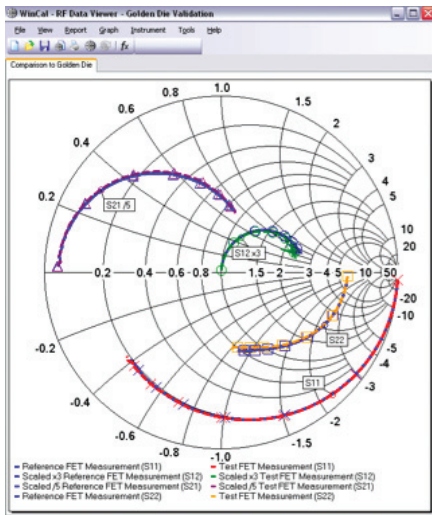 WinCal - RF Data Viewer - Golden Die Validation
File View Report Graph Instrument Tools Help
fx
Comparison to Golden Die
1.0
0.8 1.5
0.6 2
0.4 3
4
0.2 5
S21 /5
10
S12 x3 20
0.2 0.4 0.6 0.8 1.5 2 3 4 5 10 50
-20
-0.2 -10
S22
-5
-4
S11
-0.4 -3
-0.6 -2
-0.8 -1.5
-1.0
Reference FET Measurement (S11) Test FET Measurement (S11)
Scaled x3 Reference FET Measurement (S12) Scaled x3 Test FET Measurement (S12)
Scaled /5 Reference FET Measurement (S21) Scaled /5 Test FET Measurement (S21)
Reference FET Measurement (S22) Test FET Measurement (S22)